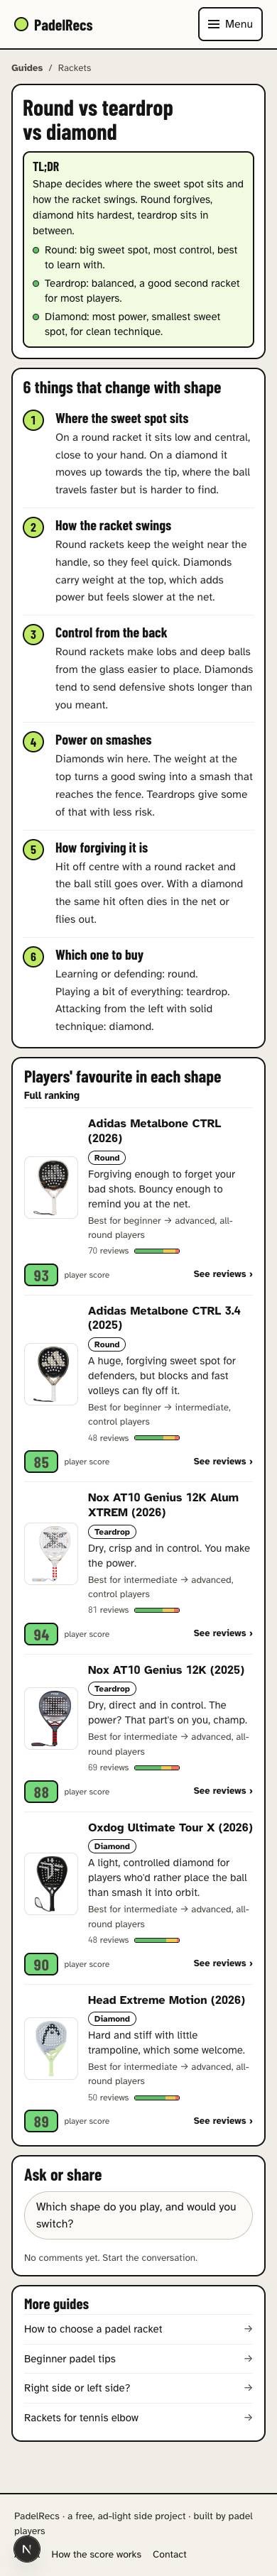 PadelRecs
Menu
Guides / Rackets
Round vs teardrop
vs diamond
TL;DR
Shape decides where the sweet spot sits and
how the racket swings. Round forgives,
diamond hits hardest, teardrop sits in
between.
Round: big sweet spot, most control, best
to learn with.
Teardrop: balanced, a good second racket
for most players.
Diamond: most power, smallest sweet
spot, for clean technique.
6 things that change with shape
1
Where the sweet spot sits
On a round racket it sits low and central,
close to your hand. On a diamond it
moves up towards the tip, where the ball
travels faster but is harder to find.
2
How the racket swings
Round rackets keep the weight near the
handle, so they feel quick. Diamonds
carry weight at the top, which adds
power but feels slower at the net.
3
Control from the back
Round rackets make lobs and deep balls
from the glass easier to place. Diamonds
tend to send defensive shots longer than
you meant.
4
Power on smashes
Diamonds win here. The weight at the
top turns a good swing into a smash that
reaches the fence. Teardrops give some
of that with less risk.
5
How forgiving it is
Hit off centre with a round racket and
the ball still goes over. With a diamond
the same hit often dies in the net or
flies out.
6
Which one to buy
Learning or defending: round.
Playing a bit of everything: teardrop.
Attacking from the left with solid
technique: diamond.
Players' favourite in each shape
Full ranking
Adidas Metalbone CTRL
(2026)
Round
Forgiving enough to forget your
bad shots. Bouncy enough to
remind you at the net.
Best for beginner → advanced, all-
round players
70 reviews
93 player score See reviews ›
Adidas Metalbone CTRL 3.4
(2025)
Round
A huge, forgiving sweet spot for
defenders, but blocks and fast
volleys can fly off it.
Best for beginner → intermediate,
control players
48 reviews
85 player score See reviews ›
Nox AT10 Genius 12K Alum
XTREM (2026)
Teardrop
Dry, crisp and in control. You make
the power.
Best for intermediate → advanced,
control players
81 reviews
94 player score See reviews ›
Nox AT10 Genius 12K (2025)
Teardrop
Dry, direct and in control. The
power? That part's on you, champ.
Best for intermediate → advanced, all-
round players
69 reviews
88 player score See reviews ›
Oxdog Ultimate Tour X (2026)
Diamond
A light, controlled diamond for
players who'd rather place the ball
than smash it into orbit.
Best for intermediate → advanced, all-
round players
48 reviews
90 player score See reviews ›
Head Extreme Motion (2026)
Diamond
Hard and stiff with little
trampoline, which some welcome.
Best for intermediate → advanced, all-
round players
50 reviews
89 player score See reviews ›
Ask or share
Which shape do you play, and would you
switch?
No comments yet. Start the conversation.
More guides
How to choose a padel racket →
Beginner padel tips →
Right side or left side? →
Rackets for tennis elbow →
PadelRecs · a free, ad-light side project · built by padel
players
N
How the score works Contact